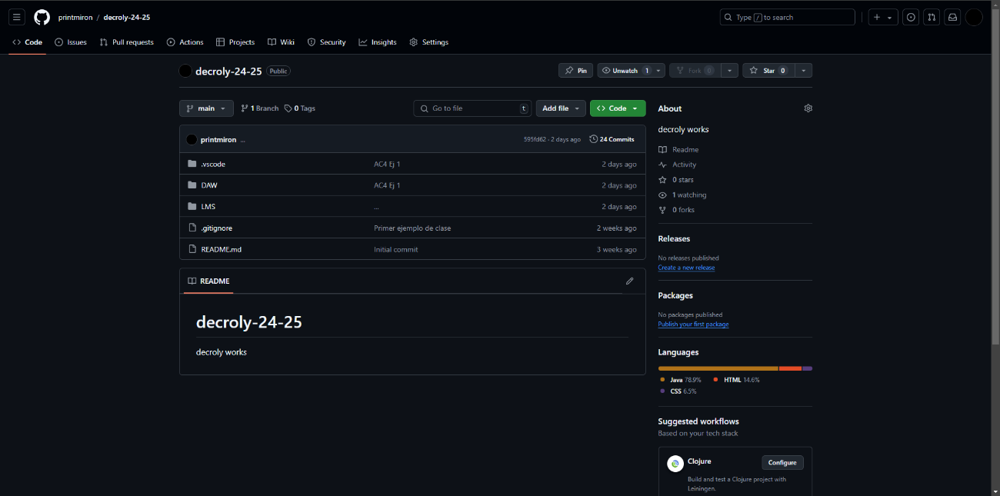 printmiron / decroly-24-25
Type / to search
Code Issues Pull requests Actions Projects Wiki Security Insights Settings
decroly-24-25 Public
Pin Unwatch 1 Fork 0 Star 0
main 1 Branch 0 Tags Go to file t Add file Code
printmiron ... 595fd62 · 2 days ago 24 Commits
.vscode AC4 Ej 1 2 days ago
DAW AC4 Ej 1 2 days ago
LMS ... 2 days ago
.gitignore Primer ejemplo de clase 2 weeks ago
README.md Initial commit 3 weeks ago
README
decroly-24-25
decroly works
About
decroly works
Readme
Activity
0 stars
1 watching
0 forks
Releases
No releases published
Create a new release
Packages
No packages published
Publish your first package
Languages
Java 78.9% HTML 14.6%
CSS 6.5%
Suggested workflows
Based on your tech stack
Clojure Configure
Build and test a Clojure project with
Leiningen.